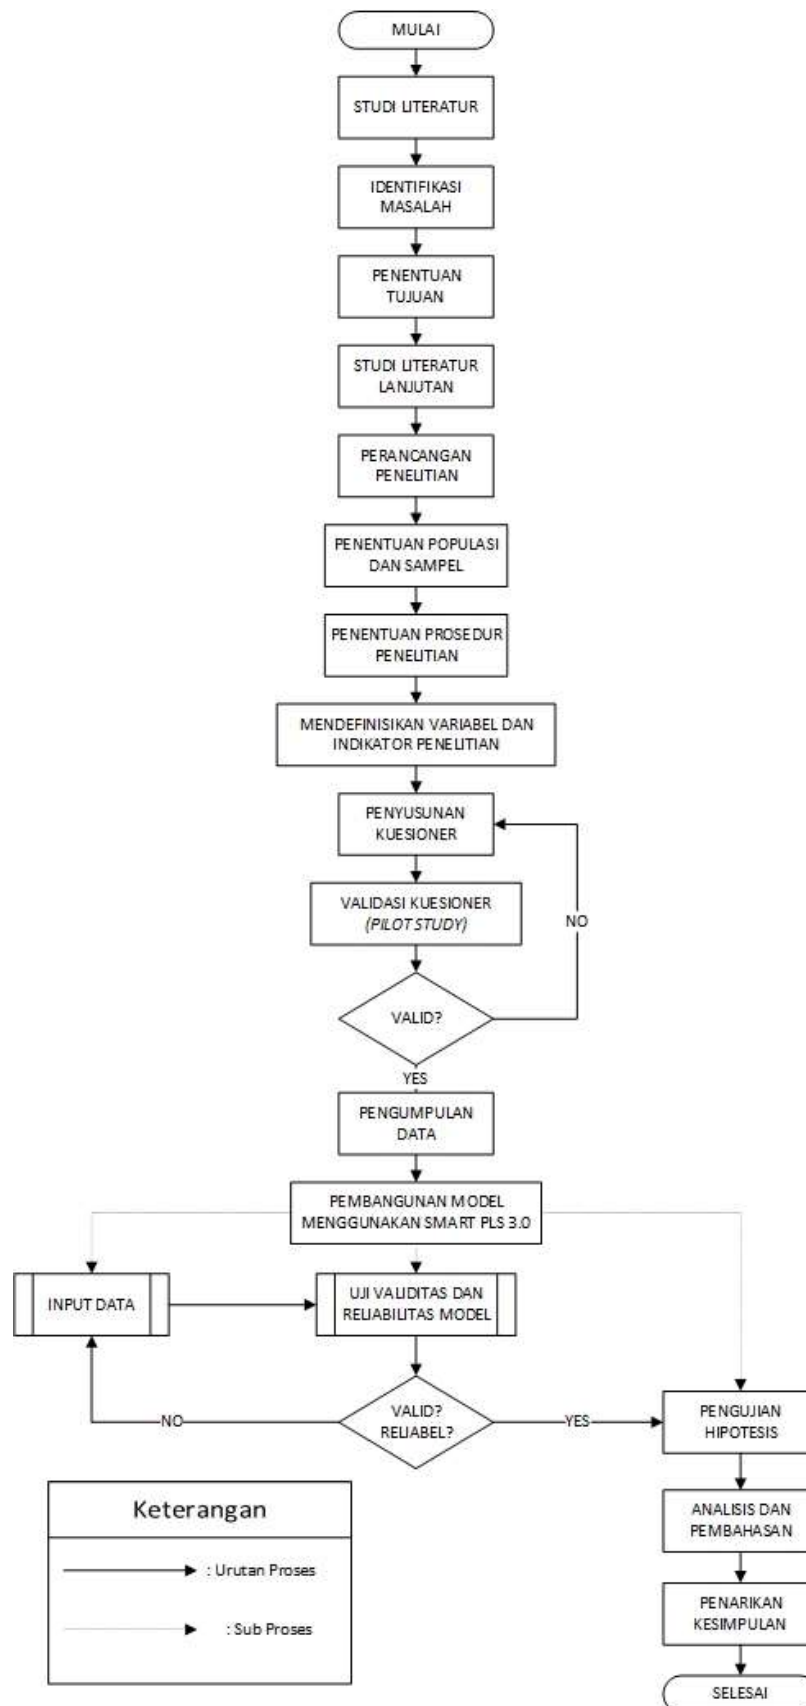 MULAI
STUDI LITERATUR
IDENTIFIKASI
MASALAH
PENENTUAN
TUJUAN
STUDI LITERATUR
LANJUTAN
PERANCANGAN
PENELITIAN
PENENTUAN POPULASI
DAN SAMPEL
PENENTUAN PROSEDUR
PENELITIAN
MENDEFINISIKAN VARIABEL DAN
INDIKATOR PENELITIAN
PENYUSUNAN
KUESIONER
VALIDASI KUESIONER
(PILOT STUDY)
NO
VALID?
YES
PENGUMPULAN
DATA
PEMBANGUNAN MODEL
MENGGUNAKAN SMART PLS 3.0
INPUT DATA
UJI VALIDITAS DAN
RELIABILITAS MODEL
NO
VALID?
RELIABEL?
YES
PENGUJIAN
HIPOTESIS
ANALISIS DAN
PEMBAHASAN
PENARIKAN
KESIMPULAN
SELESAI
Keterangan
: Urutan Proses
: Sub Proses